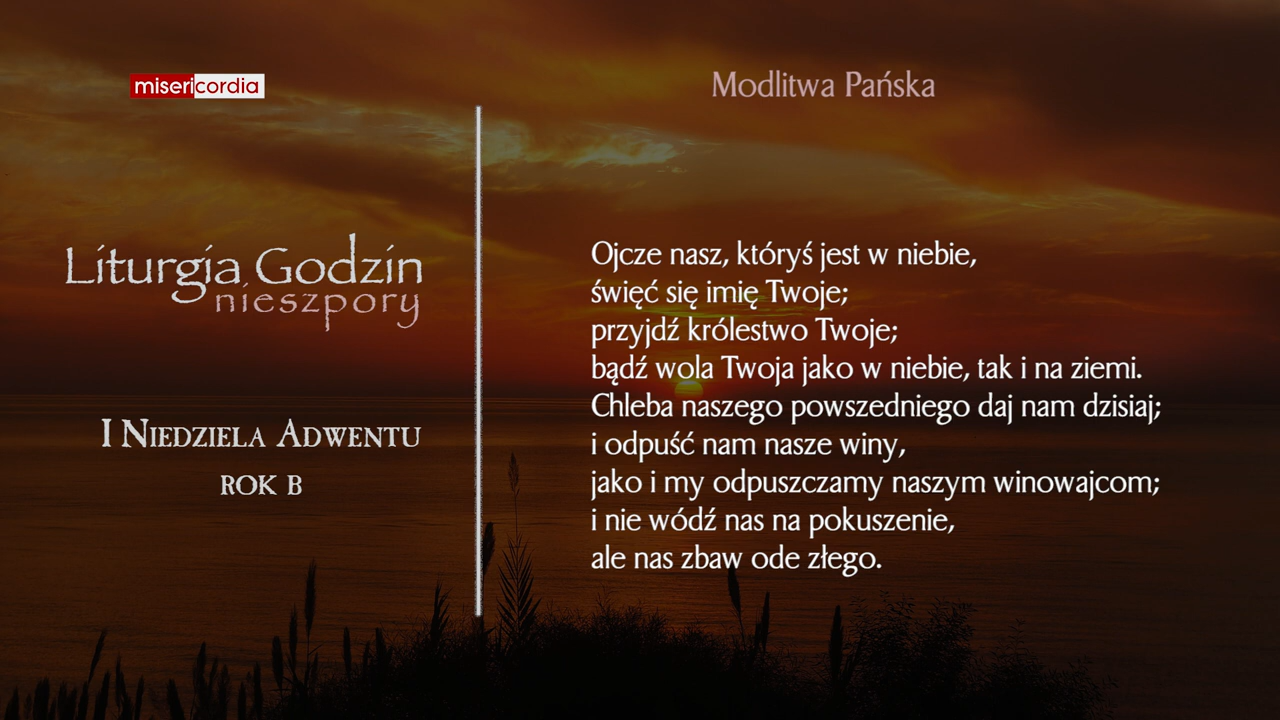 misericordia
Liturgia Godzin
nieszpory
I Niedziela Adwentu
ROK B
Modlitwa Pańska
Ojcze nasz, któryś jest w niebie,
święć się imię Twoje;
przyjdź królestwo Twoje;
bądź wola Twoja jako w niebie, tak i na ziemi.
Chleba naszego powszedniego daj nam dzisiaj;
i odpuść nam nasze winy,
jako i my odpuszczamy naszym winowajcom;
i nie wódź nas na pokuszenie,
ale nas zbaw ode złego.